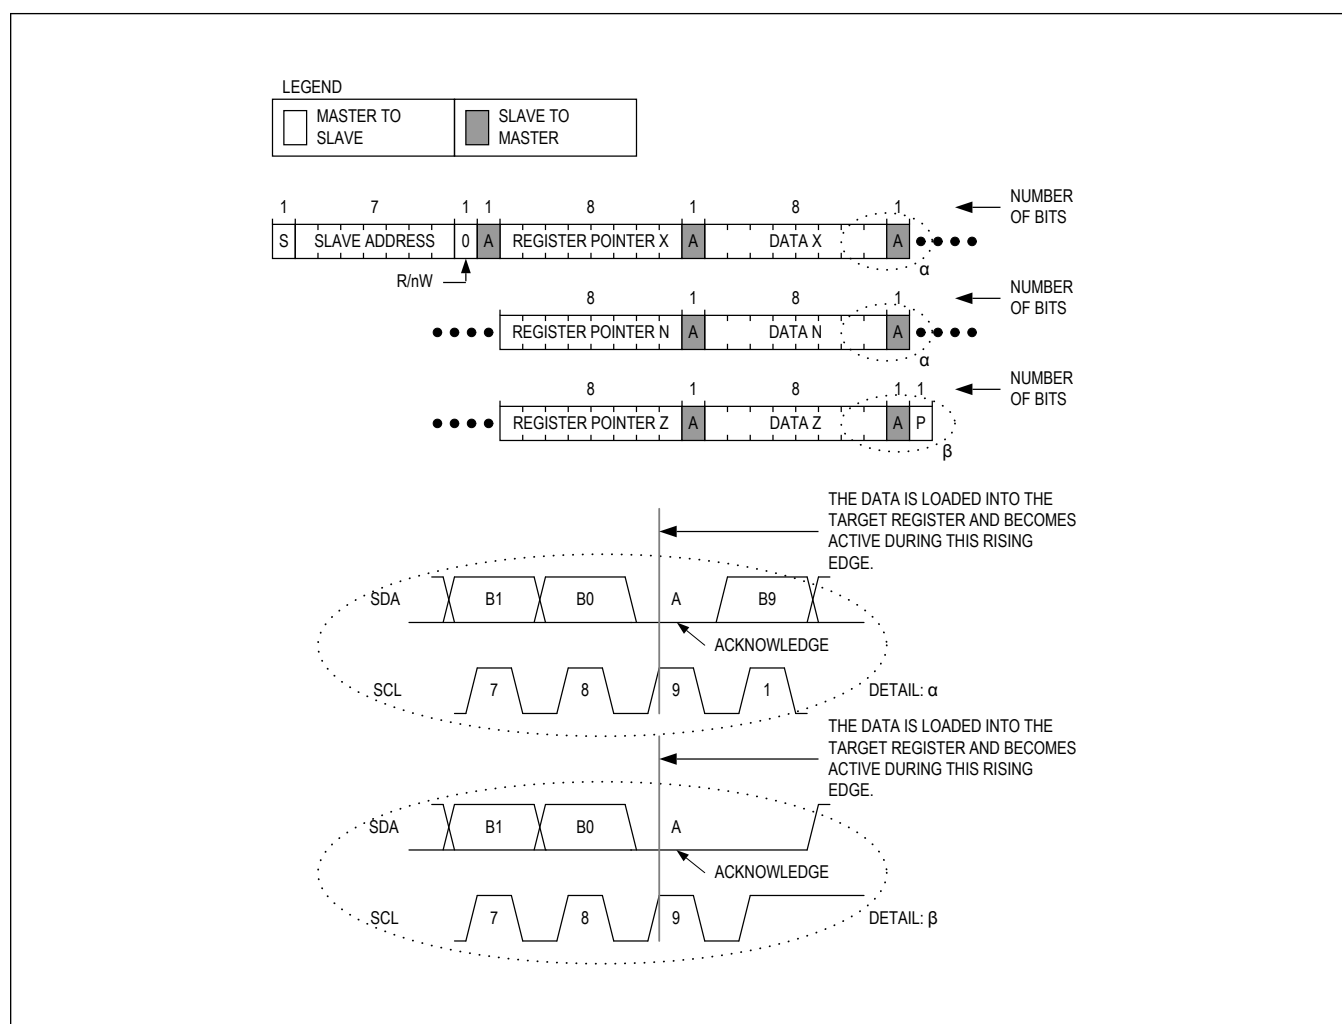 LEGEND
MASTER TO
SLAVE
SLAVE TO
MASTER
1 7 1 1 8 1 8 1
NUMBER
OF BITS
S SLAVE ADDRESS 0 A REGISTER POINTER X A DATA X A
α
R/nW
8 1 8 1
NUMBER
OF BITS
REGISTER POINTER N A DATA N A
α
8 1 8 1 1
NUMBER
OF BITS
REGISTER POINTER Z A DATA Z A P
β
THE DATA IS LOADED INTO THE
TARGET REGISTER AND BECOMES
ACTIVE DURING THIS RISING
EDGE.
SDA B1 B0 A B9
ACKNOWLEDGE
SCL 7 8 9 1 DETAIL: α
THE DATA IS LOADED INTO THE
TARGET REGISTER AND BECOMES
ACTIVE DURING THIS RISING
EDGE.
SDA B1 B0 A
ACKNOWLEDGE
SCL 7 8 9 DETAIL: β